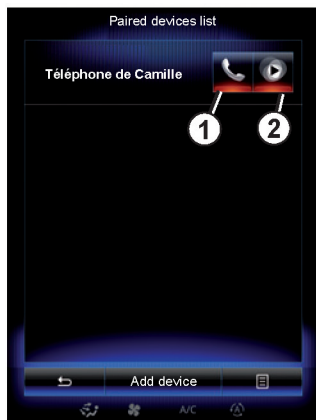 Paired devices list
Téléphone de Camille
1 2
Add device
A/C